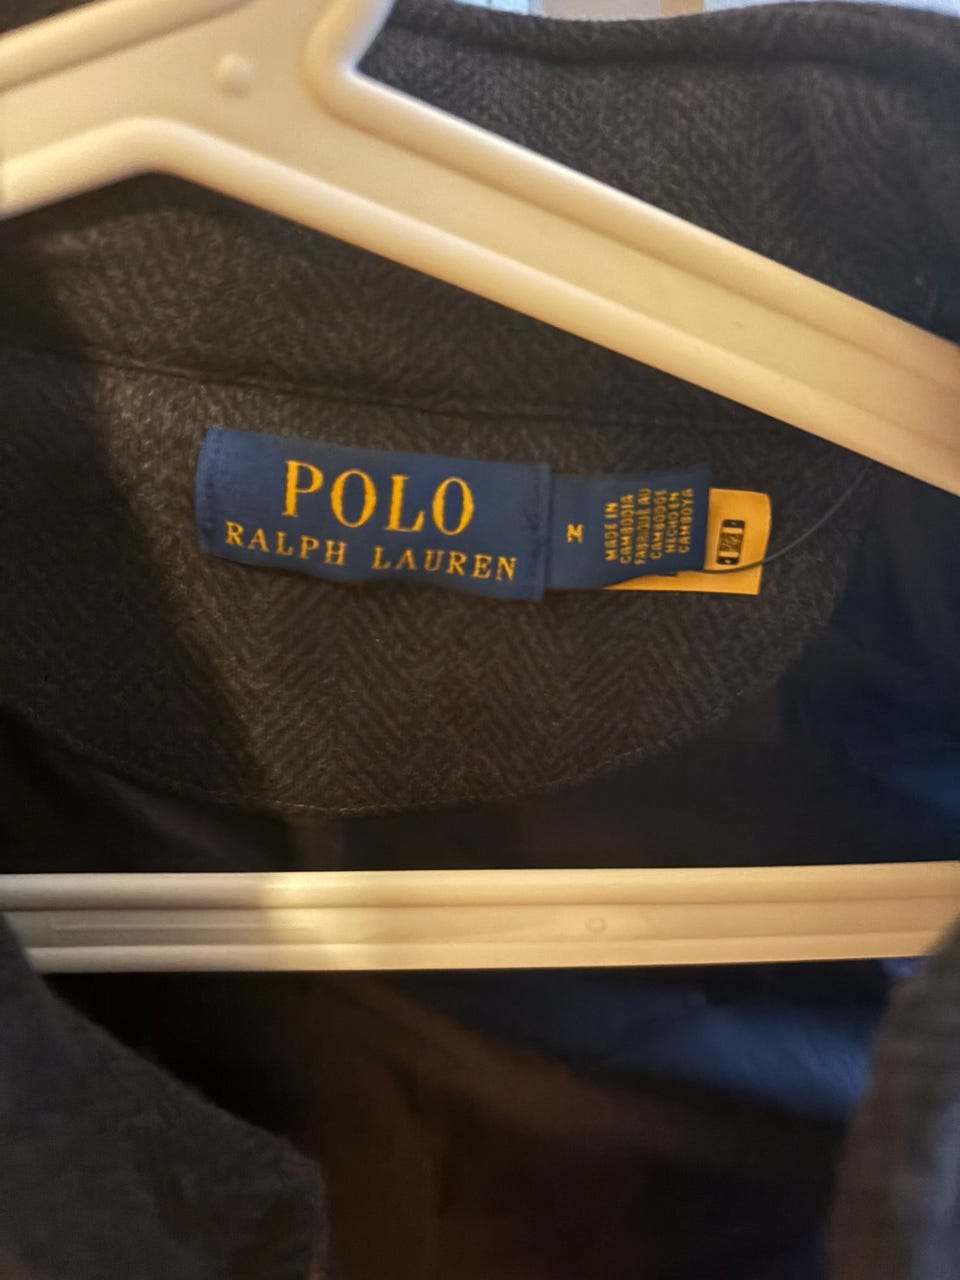 POLO
RALPH LAUREN
M
MADE IN
CAMBODIA
FABRIQUÉ AU
CAMBODGE
HECHO EN
CAMBOYA